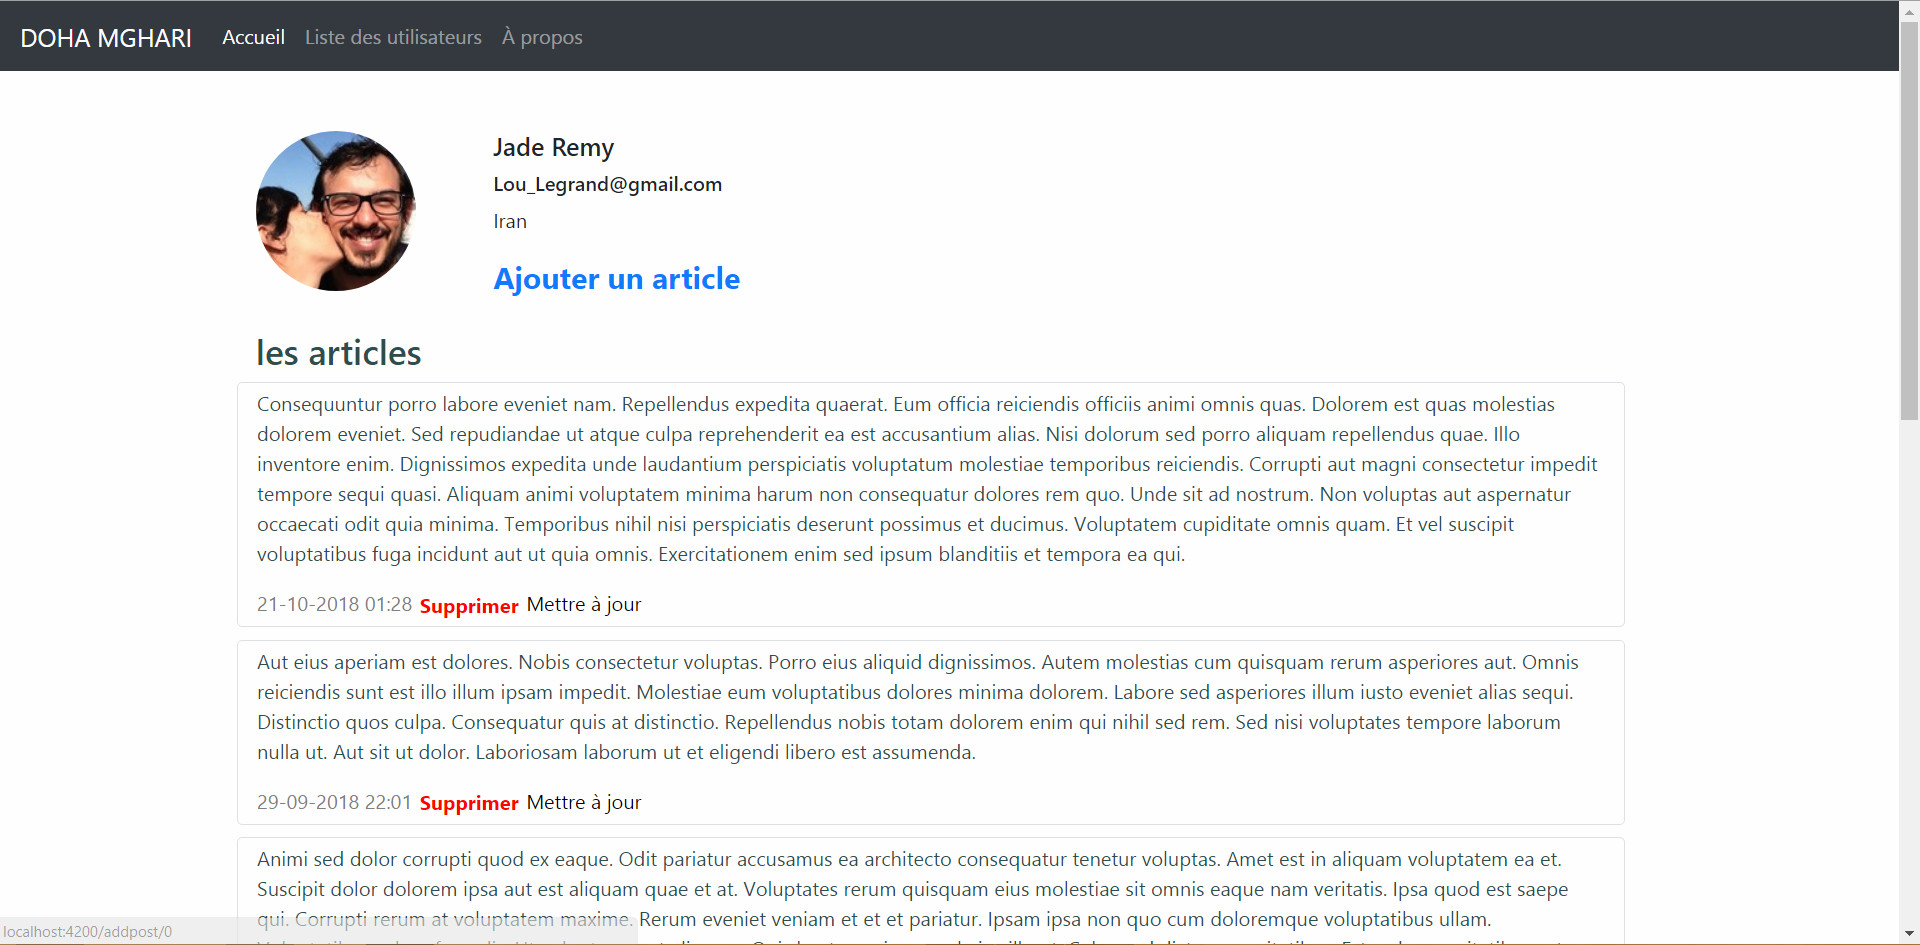 DOHA MGHARI Accueil Liste des utilisateurs À propos
Jade Remy
Lou_Legrand@gmail.com
Iran
Ajouter un article
les articles
Consequuntur porro labore eveniet nam. Repellendus expedita quaerat. Eum officia reiciendis officiis animi omnis quas. Dolorem est quas molestias
dolorem eveniet. Sed repudiandae ut atque culpa reprehenderit ea est accusantium alias. Nisi dolorum sed porro aliquam repellendus quae. Illo
inventore enim. Dignissimos expedita unde laudantium perspiciatis voluptatum molestiae temporibus reiciendis. Corrupti aut magni consectetur impedit
tempore sequi quasi. Aliquam animi voluptatem minima harum non consequatur dolores rem quo. Unde sit ad nostrum. Non voluptas aut aspernatur
occaecati odit quia minima. Temporibus nihil nisi perspiciatis deserunt possimus et ducimus. Voluptatem cupiditate omnis quam. Et vel suscipit
voluptatibus fuga incidunt aut ut quia omnis. Exercitationem enim sed ipsum blanditiis et tempora ea qui.
21-10-2018 01:28 Supprimer Mettre à jour
Aut eius aperiam est dolores. Nobis consectetur voluptas. Porro eius aliquid dignissimos. Autem molestias cum quisquam rerum asperiores aut. Omnis
reiciendis sunt est illo illum ipsam impedit. Molestiae eum voluptatibus dolores minima dolorem. Labore sed asperiores illum iusto eveniet alias sequi.
Distinctio quos culpa. Consequatur quis at distinctio. Repellendus nobis totam dolorem enim qui nihil sed rem. Sed nisi voluptates tempore laborum
nulla ut. Aut sit ut dolor. Laboriosam laborum ut et eligendi libero est assumenda.
29-09-2018 22:01 Supprimer Mettre à jour
Animi sed dolor corrupti quod ex eaque. Odit pariatur accusamus ea architecto consequatur tenetur voluptas. Amet est in aliquam voluptatem ea et.
Suscipit dolor dolorem ipsa aut est aliquam quae et at. Voluptates rerum quisquam eius molestiae sit omnis eaque nam veritatis. Ipsa quod est saepe
qui. Corrupti rerum at voluptatem maxime. Rerum eveniet veniam et et et pariatur. Ipsam ipsa non quo cum doloremque voluptatibus ullam.
localhost:4200/addpost/0